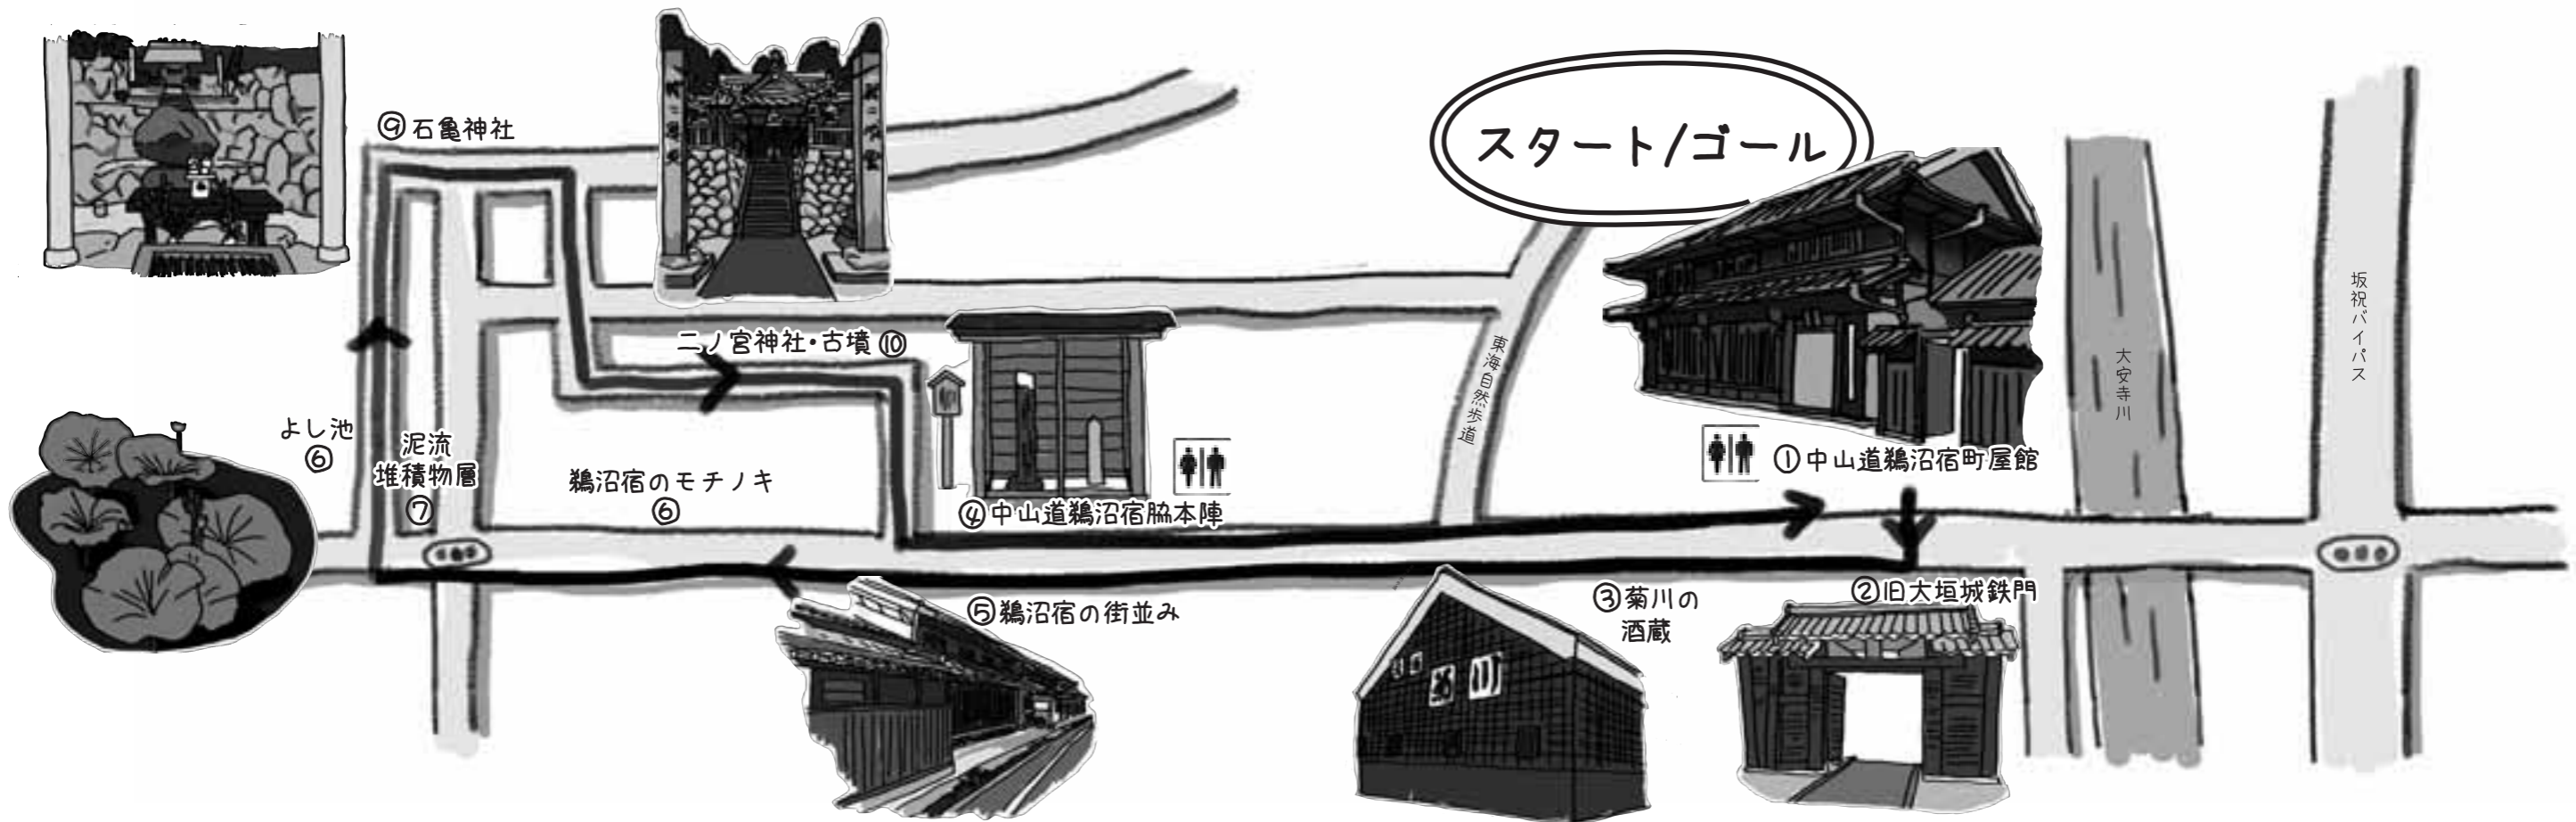 スタート/ゴール
⑨石亀神社
坂祝バイパス
大安寺川
東海自然歩道
二ノ宮神社・古墳⑩
①中山道鵜沼宿町屋館
よし池
⑥
泥流
堆積物層
⑦
鵜沼宿のモチノキ
⑥
④中山道鵜沼宿脇本陣
⑤鵜沼宿の街並み
③菊川の
酒蔵
②旧大垣城鉄門